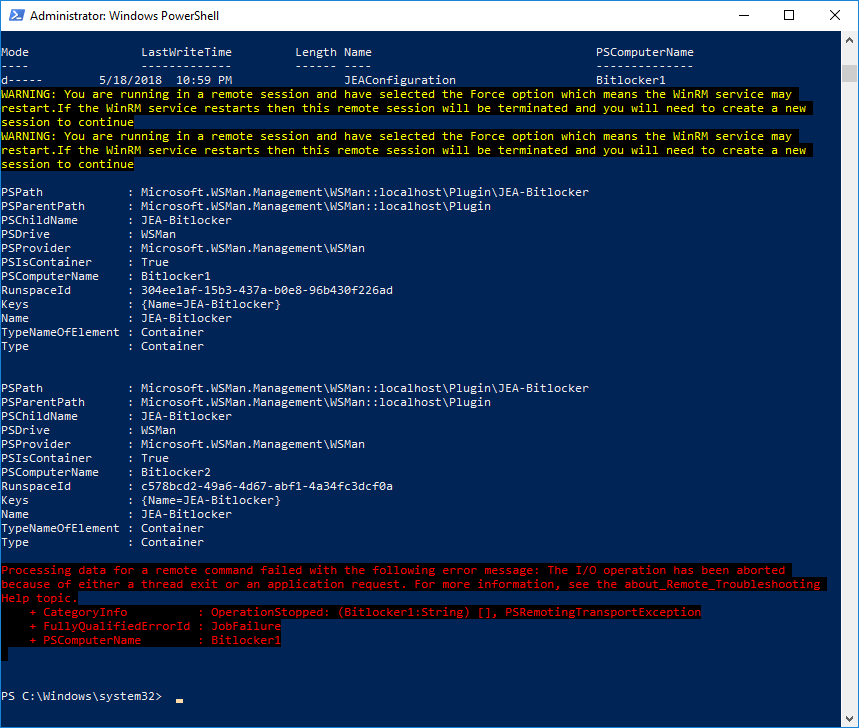 Administrator: Windows PowerShell
Mode                LastWriteTime         Length Name                                PSComputerName
----                -------------         ------ ----                                --------------
d-----        5/18/2018  10:59 PM                JEAConfiguration                    Bitlocker1
WARNING: You are running in a remote session and have selected the Force option which means the WinRM service may
restart.If the WinRM service restarts then this remote session will be terminated and you will need to create a new
session to continue
WARNING: You are running in a remote session and have selected the Force option which means the WinRM service may
restart.If the WinRM service restarts then this remote session will be terminated and you will need to create a new
session to continue
PSPath            : Microsoft.WSMan.Management\WSMan::localhost\Plugin\JEA-Bitlocker
PSParentPath      : Microsoft.WSMan.Management\WSMan::localhost\Plugin
PSChildName       : JEA-Bitlocker
PSDrive           : WSMan
PSProvider        : Microsoft.WSMan.Management\WSMan
PSIsContainer     : True
PSComputerName    : Bitlocker1
RunspaceId        : 304ee1af-15b3-437a-b0e8-96b430f226ad
Keys              : {Name=JEA-Bitlocker}
Name              : JEA-Bitlocker
TypeNameOfElement : Container
Type              : Container
PSPath            : Microsoft.WSMan.Management\WSMan::localhost\Plugin\JEA-Bitlocker
PSParentPath      : Microsoft.WSMan.Management\WSMan::localhost\Plugin
PSChildName       : JEA-Bitlocker
PSDrive           : WSMan
PSProvider        : Microsoft.WSMan.Management\WSMan
PSIsContainer     : True
PSComputerName    : Bitlocker2
RunspaceId        : c578bcd2-49a6-4d67-abf1-4a34fc3dcf0a
Keys              : {Name=JEA-Bitlocker}
Name              : JEA-Bitlocker
TypeNameOfElement : Container
Type              : Container
Processing data for a remote command failed with the following error message: The I/O operation has been aborted
because of either a thread exit or an application request. For more information, see the about_Remote_Troubleshooting
Help topic.
    + CategoryInfo          : OperationStopped: (Bitlocker1:String) [], PSRemotingTransportException
    + FullyQualifiedErrorId : JobFailure
    + PSComputerName        : Bitlocker1
PS C:\Windows\system32>